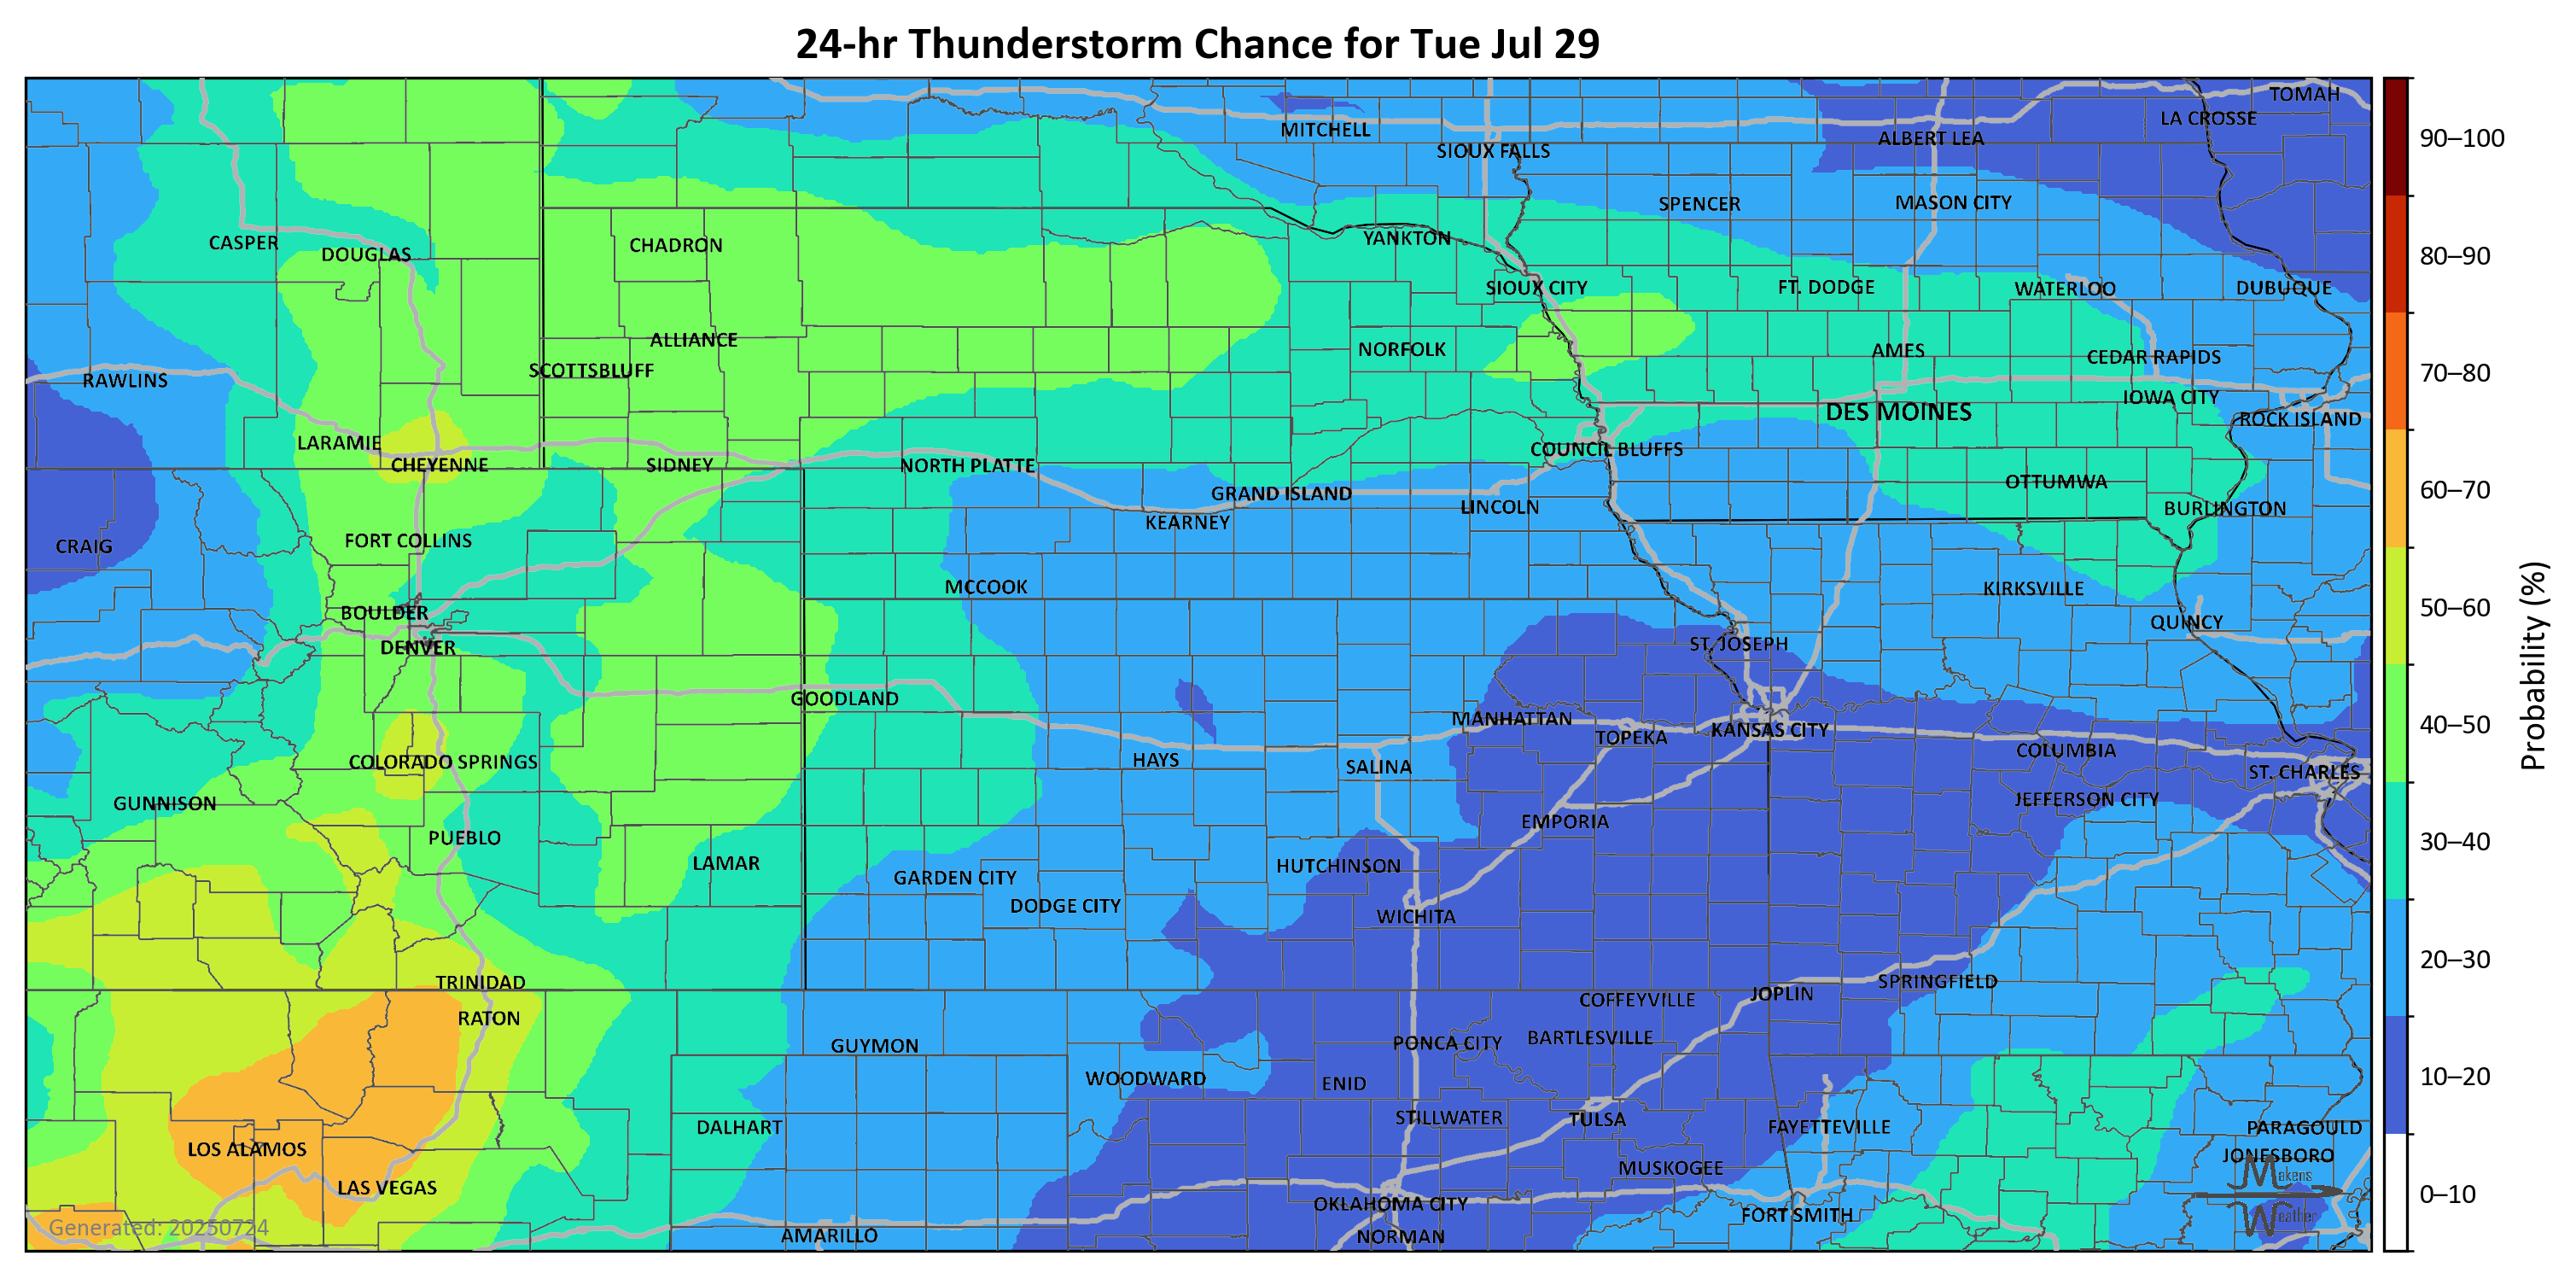 24-hr Thunderstorm Chance for Tue Jul 29
TOMAH
LA CROSSE
MITCHELL
ALBERT LEA
90–100
SIOUX FALLS
SPENCER
MASON CITY
CASPER
DOUGLAS
CHADRON
YANKTON
80–90
SIOUX CITY
FT. DODGE
WATERLOO
DUBUQUE
ALLIANCE
NORFOLK
AMES
CEDAR RAPIDS
SCOTTSBLUFF
70–80
RAWLINS
IOWA CITY
DES MOINES
ROCK ISLAND
LARAMIE
COUNCIL BLUFFS
CHEYENNE
SIDNEY
NORTH PLATTE
OTTUMWA
60–70
GRAND ISLAND
LINCOLN
BURLINGTON
KEARNEY
CRAIG
FORT COLLINS
MCCOOK
KIRKSVILLE
50–60
BOULDER
QUINCY
DENVER
ST. JOSEPH
Probability (%)
GOODLAND
MANHATTAN
TOPEKA
KANSAS CITY
40–50
COLUMBIA
COLORADO SPRINGS
HAYS
SALINA
ST. CHARLES
GUNNISON
JEFFERSON CITY
EMPORIA
PUEBLO
30–40
LAMAR
HUTCHINSON
GARDEN CITY
DODGE CITY
WICHITA
20–30
TRINIDAD
SPRINGFIELD
JOPLIN
COFFEYVILLE
RATON
GUYMON
PONCA CITY
BARTLESVILLE
WOODWARD
ENID
10–20
STILLWATER
TULSA
DALHART
FAYETTEVILLE
PARAGOULD
LOS ALAMOS
JONESBORO
MUSKOGEE
Makens
LAS VEGAS
0–10
OKLAHOMA CITY
FORT SMITH
Weather
Generated: 20250724
AMARILLO
NORMAN